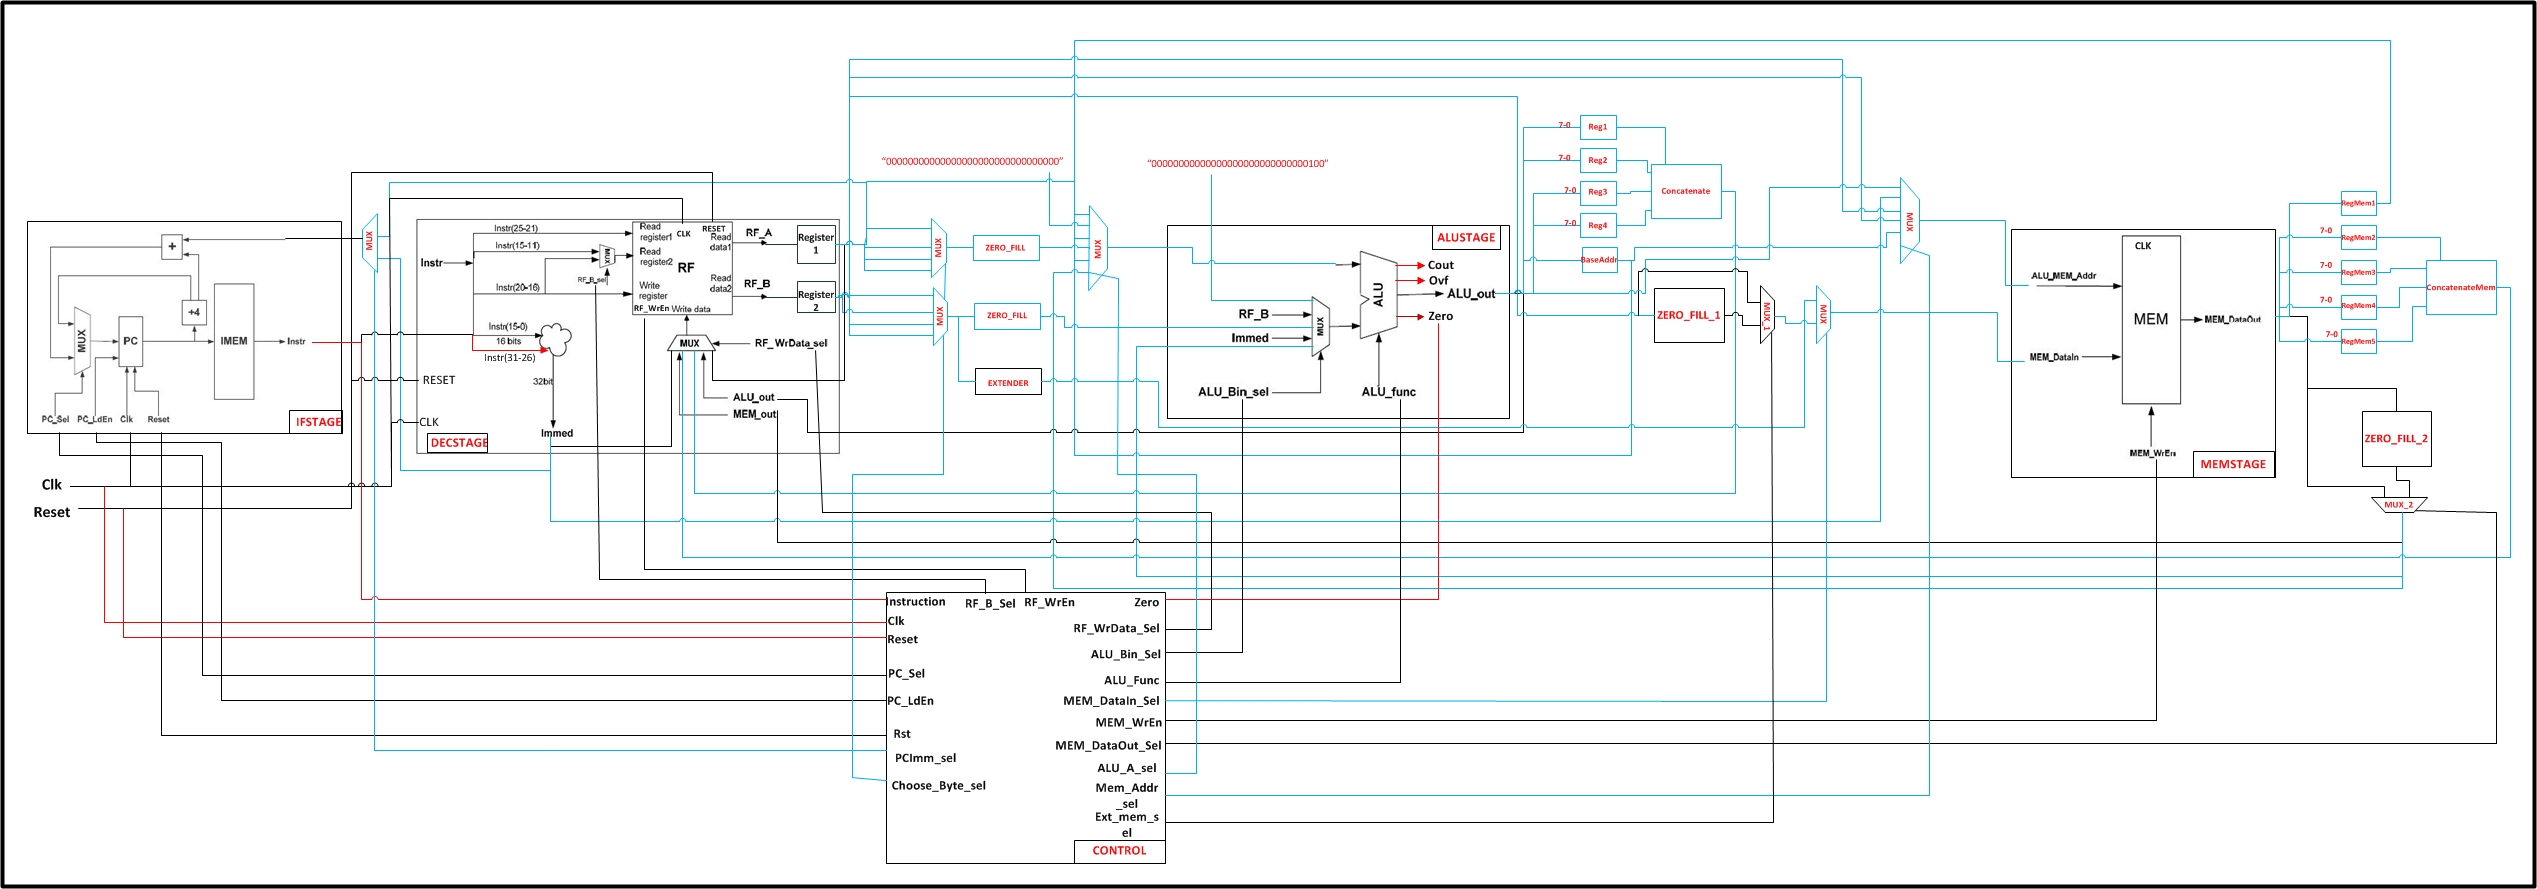 "00000000000000000000000000000000"
"00000000000000000000000000000100"
MUX
+
+4
MUX
PC
IMEM
Instr
PC_Sel
PC_LdEn
Clk
Reset
IFSTAGE
Clk
Reset
Instr
Instr(25-21)
Instr(15-11)
Instr(20-16)
MUX
RF_B_sel
Instr(15-0)
16 bits
Instr(31-26)
32bit
Immed
RESET
CLK
DECSTAGE
Read
register1
CLK
RESET
Read
data1
Read
register2
RF
Read
data2
Write
register
RF_WrEn
Write data
MUX
RF_WrData_sel
ALU_out
MEM_out
RF_A
RF_B
Register
1
Register
2
MUX
MUX
ZERO_FILL
ZERO_FILL
EXTENDER
MUX
ALUSTAGE
ALU
Cout
Ovf
ALU_out
Zero
RF_B
Immed
MUX
ALU_Bin_sel
ALU_func
7-0
Reg1
7-0
Reg2
7-0
Reg3
7-0
Reg4
BaseAddr
Concatenate
ZERO_FILL_1
MUX_1
MUX
MUX
CLK
ALU_MEM_Addr
MEM
MEM_DataOut
MEM_DataIn
MEM_WrEn
MEMSTAGE
RegMem1
7-0
RegMem2
7-0
RegMem3
7-0
RegMem4
7-0
RegMem5
ConcatenateMem
ZERO_FILL_2
MUX_2
Instruction
RF_B_Sel
RF_WrEn
Zero
Clk
Reset
PC_Sel
PC_LdEn
Rst
PCImm_sel
Choose_Byte_sel
RF_WrData_Sel
ALU_Bin_Sel
ALU_Func
MEM_DataIn_Sel
MEM_WrEn
MEM_DataOut_Sel
ALU_A_sel
Mem_Addr
_sel
Ext_mem_s
el
CONTROL